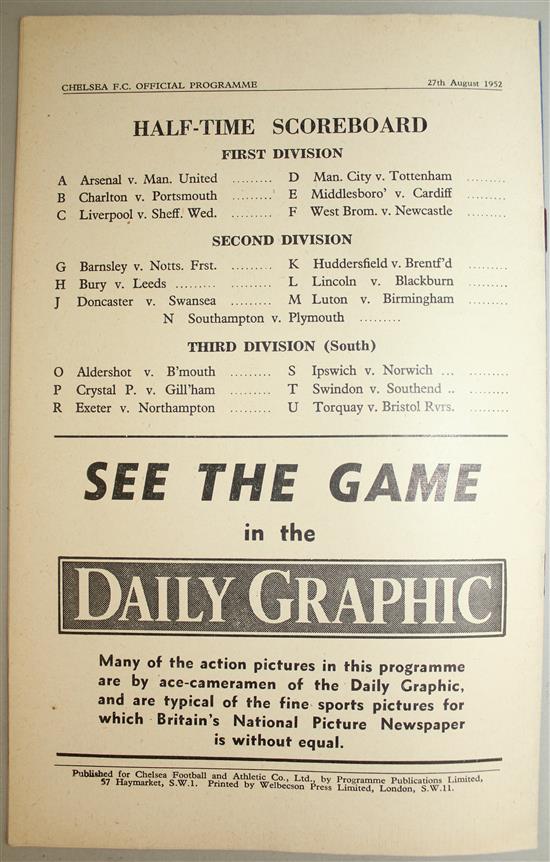 CHELSEA F.C. OFFICIAL PROGRAMME 27th August 1952
HALF-TIME SCOREBOARD
FIRST DIVISION
A Arsenal v. Man. United ......... D Man. City v. Tottenham .........
B Charlton v. Portsmouth ......... E Middlesboro' v. Cardiff .........
C Liverpool v. Sheff. Wed. ......... F West Brom. v. Newcastle .........
SECOND DIVISION
G Barnsley v. Notts. Frst. ......... K Huddersfield v. Brentf'd .........
H Bury v. Leeds ......... ......... L Lincoln v. Blackburn .........
J Doncaster v. Swansea ......... M Luton v. Birmingham .........
N Southampton v. Plymouth .........
THIRD DIVISION (South)
O Aldershot v. B'mouth ......... S Ipswich v. Norwich ... .........
P Crystal P. v. Gill'ham ......... T Swindon v. Southend .. .........
R Exeter v. Northampton ......... U Torquay v. Bristol Rvrs. .........
SEE THE GAME
in the
DAILY GRAPHIC
Many of the action pictures in this programme
are by ace-cameramen of the Daily Graphic,
and are typical of the fine sports pictures for
which Britain's National Picture Newspaper
is without equal.
Published for Chelsea Football and Athletic Co., Ltd., by Programme Publications Limited,
57 Haymarket, S.W.1. Printed by Welbecson Press Limited, London, S.W.11.